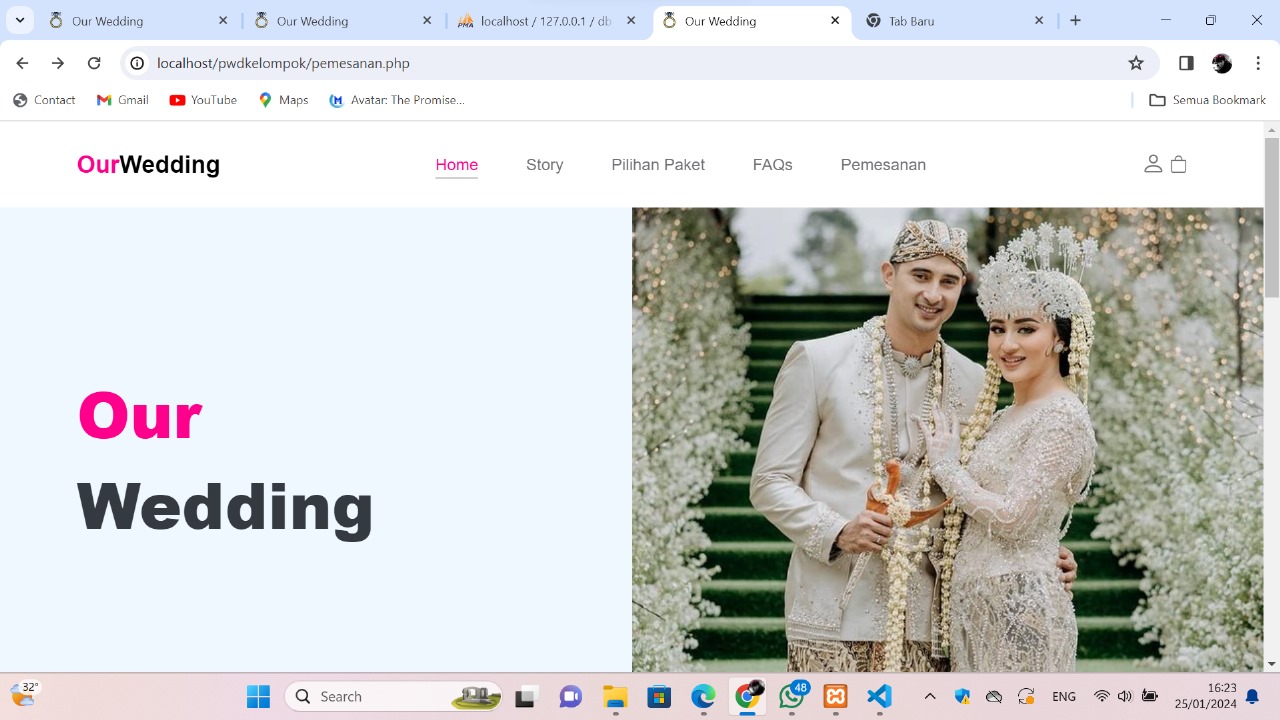 Our Wedding
Our Wedding
localhost / 127.0.0.1 / db
Our Wedding
Tab Baru
localhost/pwdkelompok/pemesanan.php
Contact
Gmail
YouTube
Maps
Avatar: The Promise...
Semua Bookmark
OurWedding
Home
Story
Pilihan Paket
FAQs
Pemesanan
Our
Wedding
32°
Search
48
ENG
16:23
25/01/2024